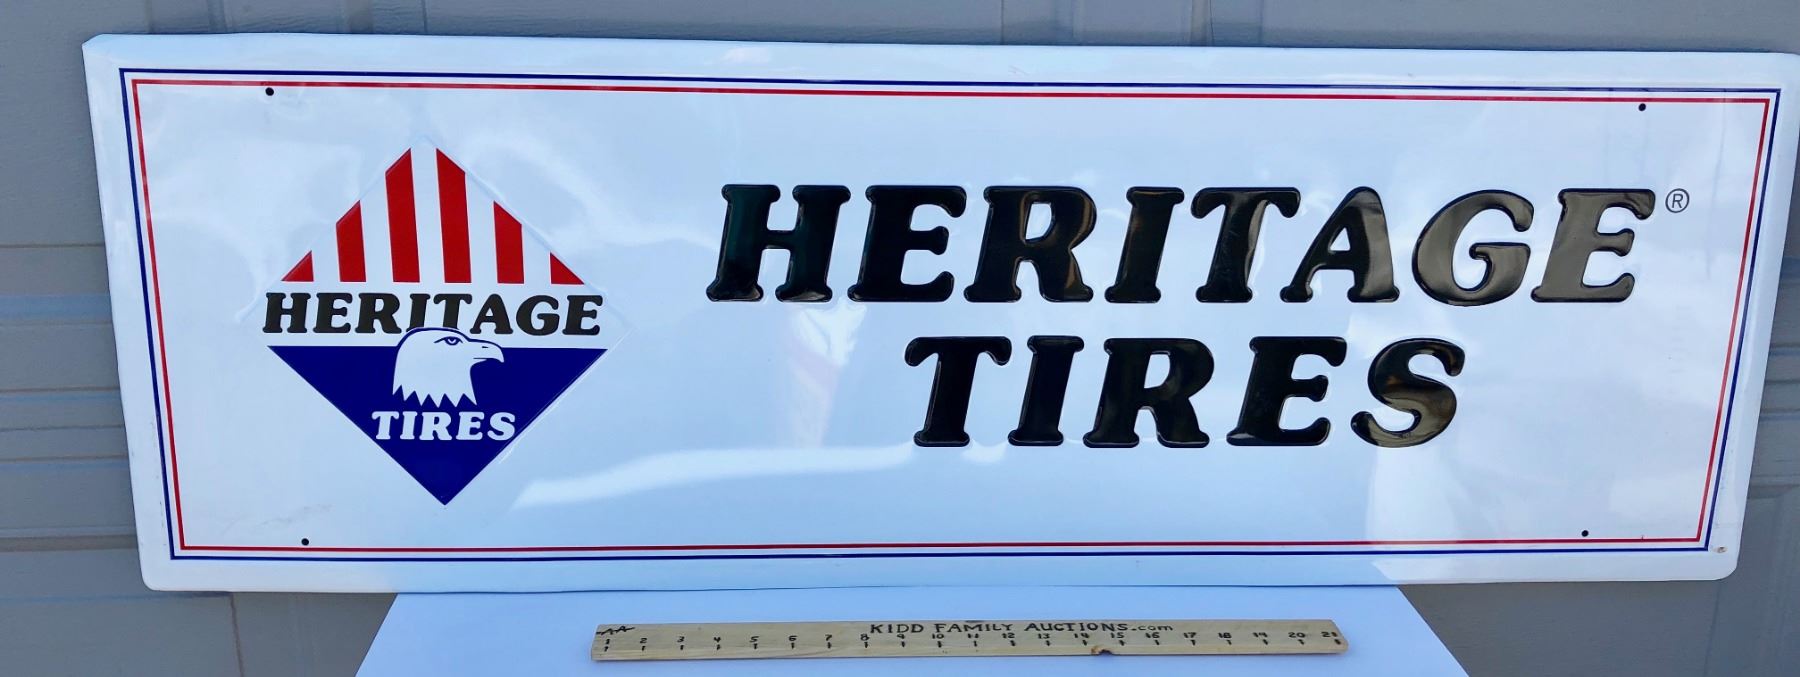 HERITAGE
TIRES
HERITAGE ®
TIRES
AA KIDD FAMILY AUCTIONS.com
1 2 3 4 5 6 7 8 9 10 11 12 13 14 15 16 17 18 19 20 21